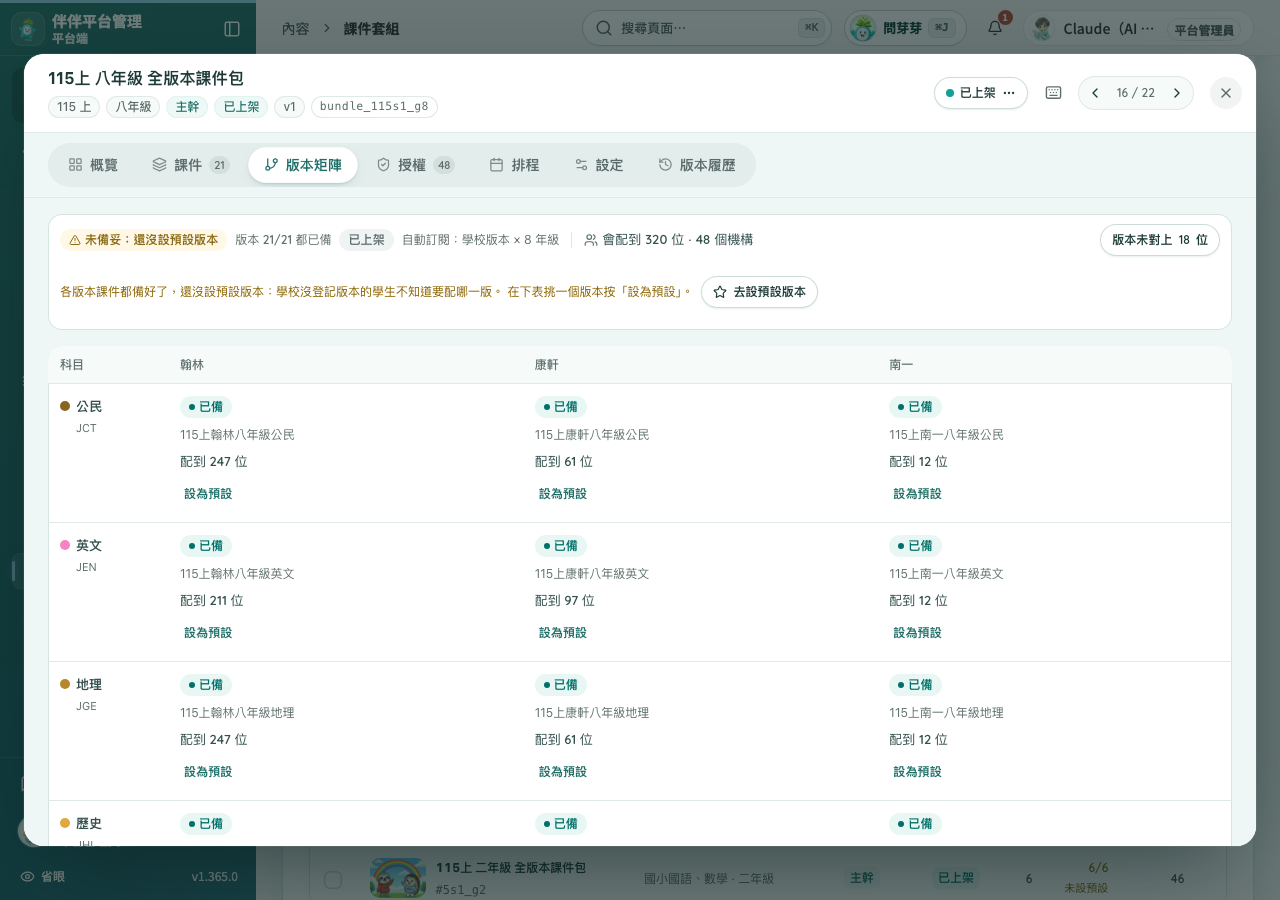 伴伴平台管理
平台端
內容
課件套組
搜尋頁面…
⌘K
問芽芽
⌘J
1
Claude（AI …
平台管理員
115上 八年級 全版本課件包
115 上
八年級
主幹
已上架
v1
bundle_115s1_g8
已上架 ···
16 / 22
概覽
課件 21
版本矩陣
授權 48
排程
設定
版本履歷
未備妥：還沒設預設版本
版本 21/21 都已備
已上架
自動訂閱：學校版本 × 8 年級
會配到 320 位 · 48 個機構
版本未對上 18 位
各版本課件都備好了，還沒設預設版本：學校沒登記版本的學生不知道要配哪一版。 在下表挑一個版本按「設為預設」。
去設預設版本
科目
翰林
康軒
南一
公民
JCT
已備
115上翰林八年級公民
配到 247 位
設為預設
已備
115上康軒八年級公民
配到 61 位
設為預設
已備
115上南一八年級公民
配到 12 位
設為預設
英文
JEN
已備
115上翰林八年級英文
配到 211 位
設為預設
已備
115上康軒八年級英文
配到 97 位
設為預設
已備
115上南一八年級英文
配到 12 位
設為預設
地理
JGE
已備
115上翰林八年級地理
配到 247 位
設為預設
已備
115上康軒八年級地理
配到 61 位
設為預設
已備
115上南一八年級地理
配到 12 位
設為預設
歷史
已備
已備
已備
省眼
v1.365.0
115上 二年級 全版本課件包
#5s1_g2
國小國語、數學 · 二年級
主幹
已上架
6
6/6
未設預設
46